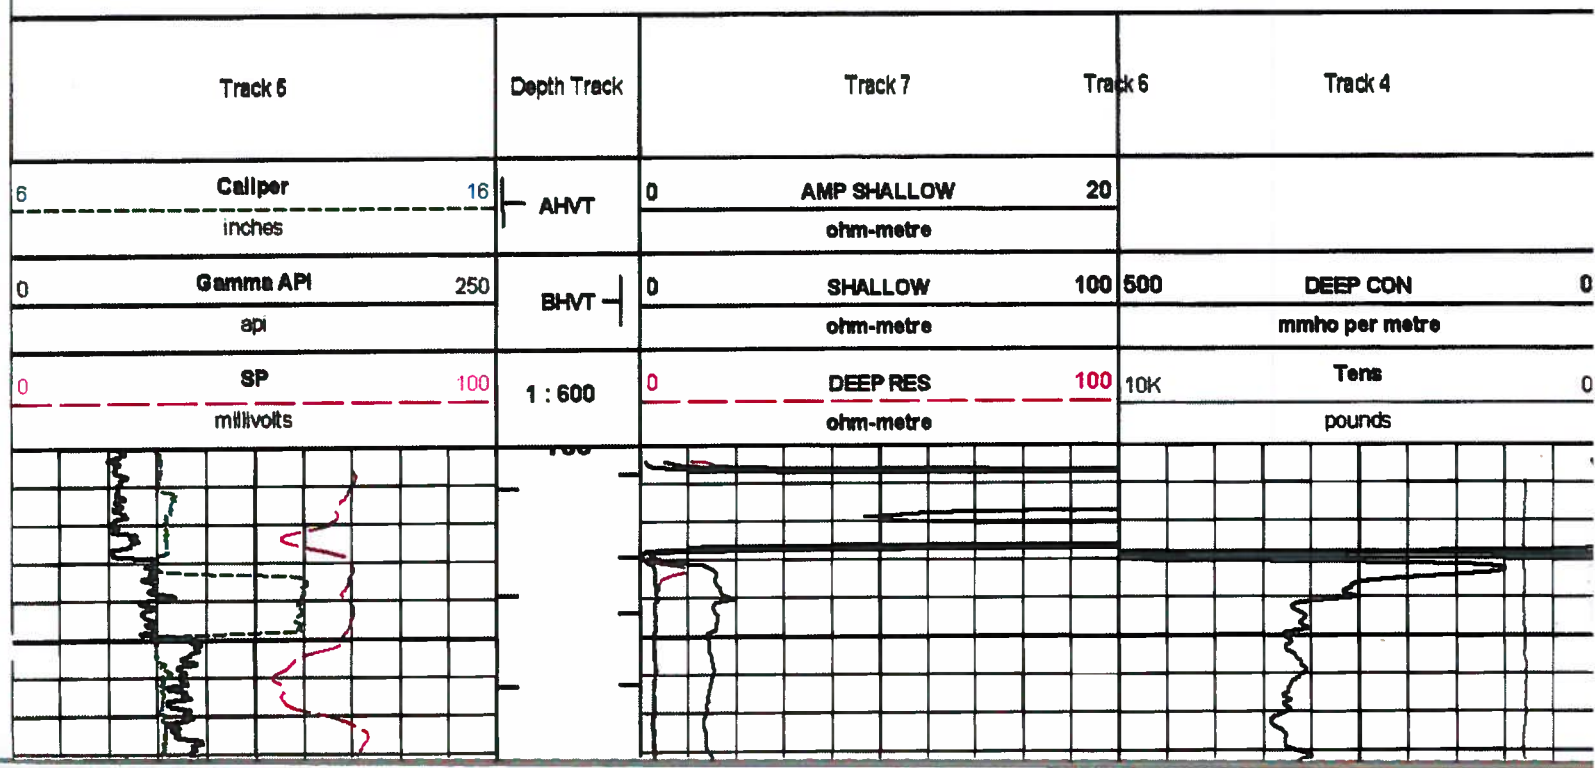 Track 5 Depth Track Track 7 Track 6 Track 4
6 Caliper 16
inches
AHVT
0 AMP SHALLOW 20
ohm-metre
0 Gamma API 250
api
BHVT
0 SHALLOW 100
ohm-metre
500 DEEP CON 0
mmho per metre
0 SP 100
millivolts
1 : 600
0 DEEP RES 100
ohm-metre
10K Tens 0
pounds